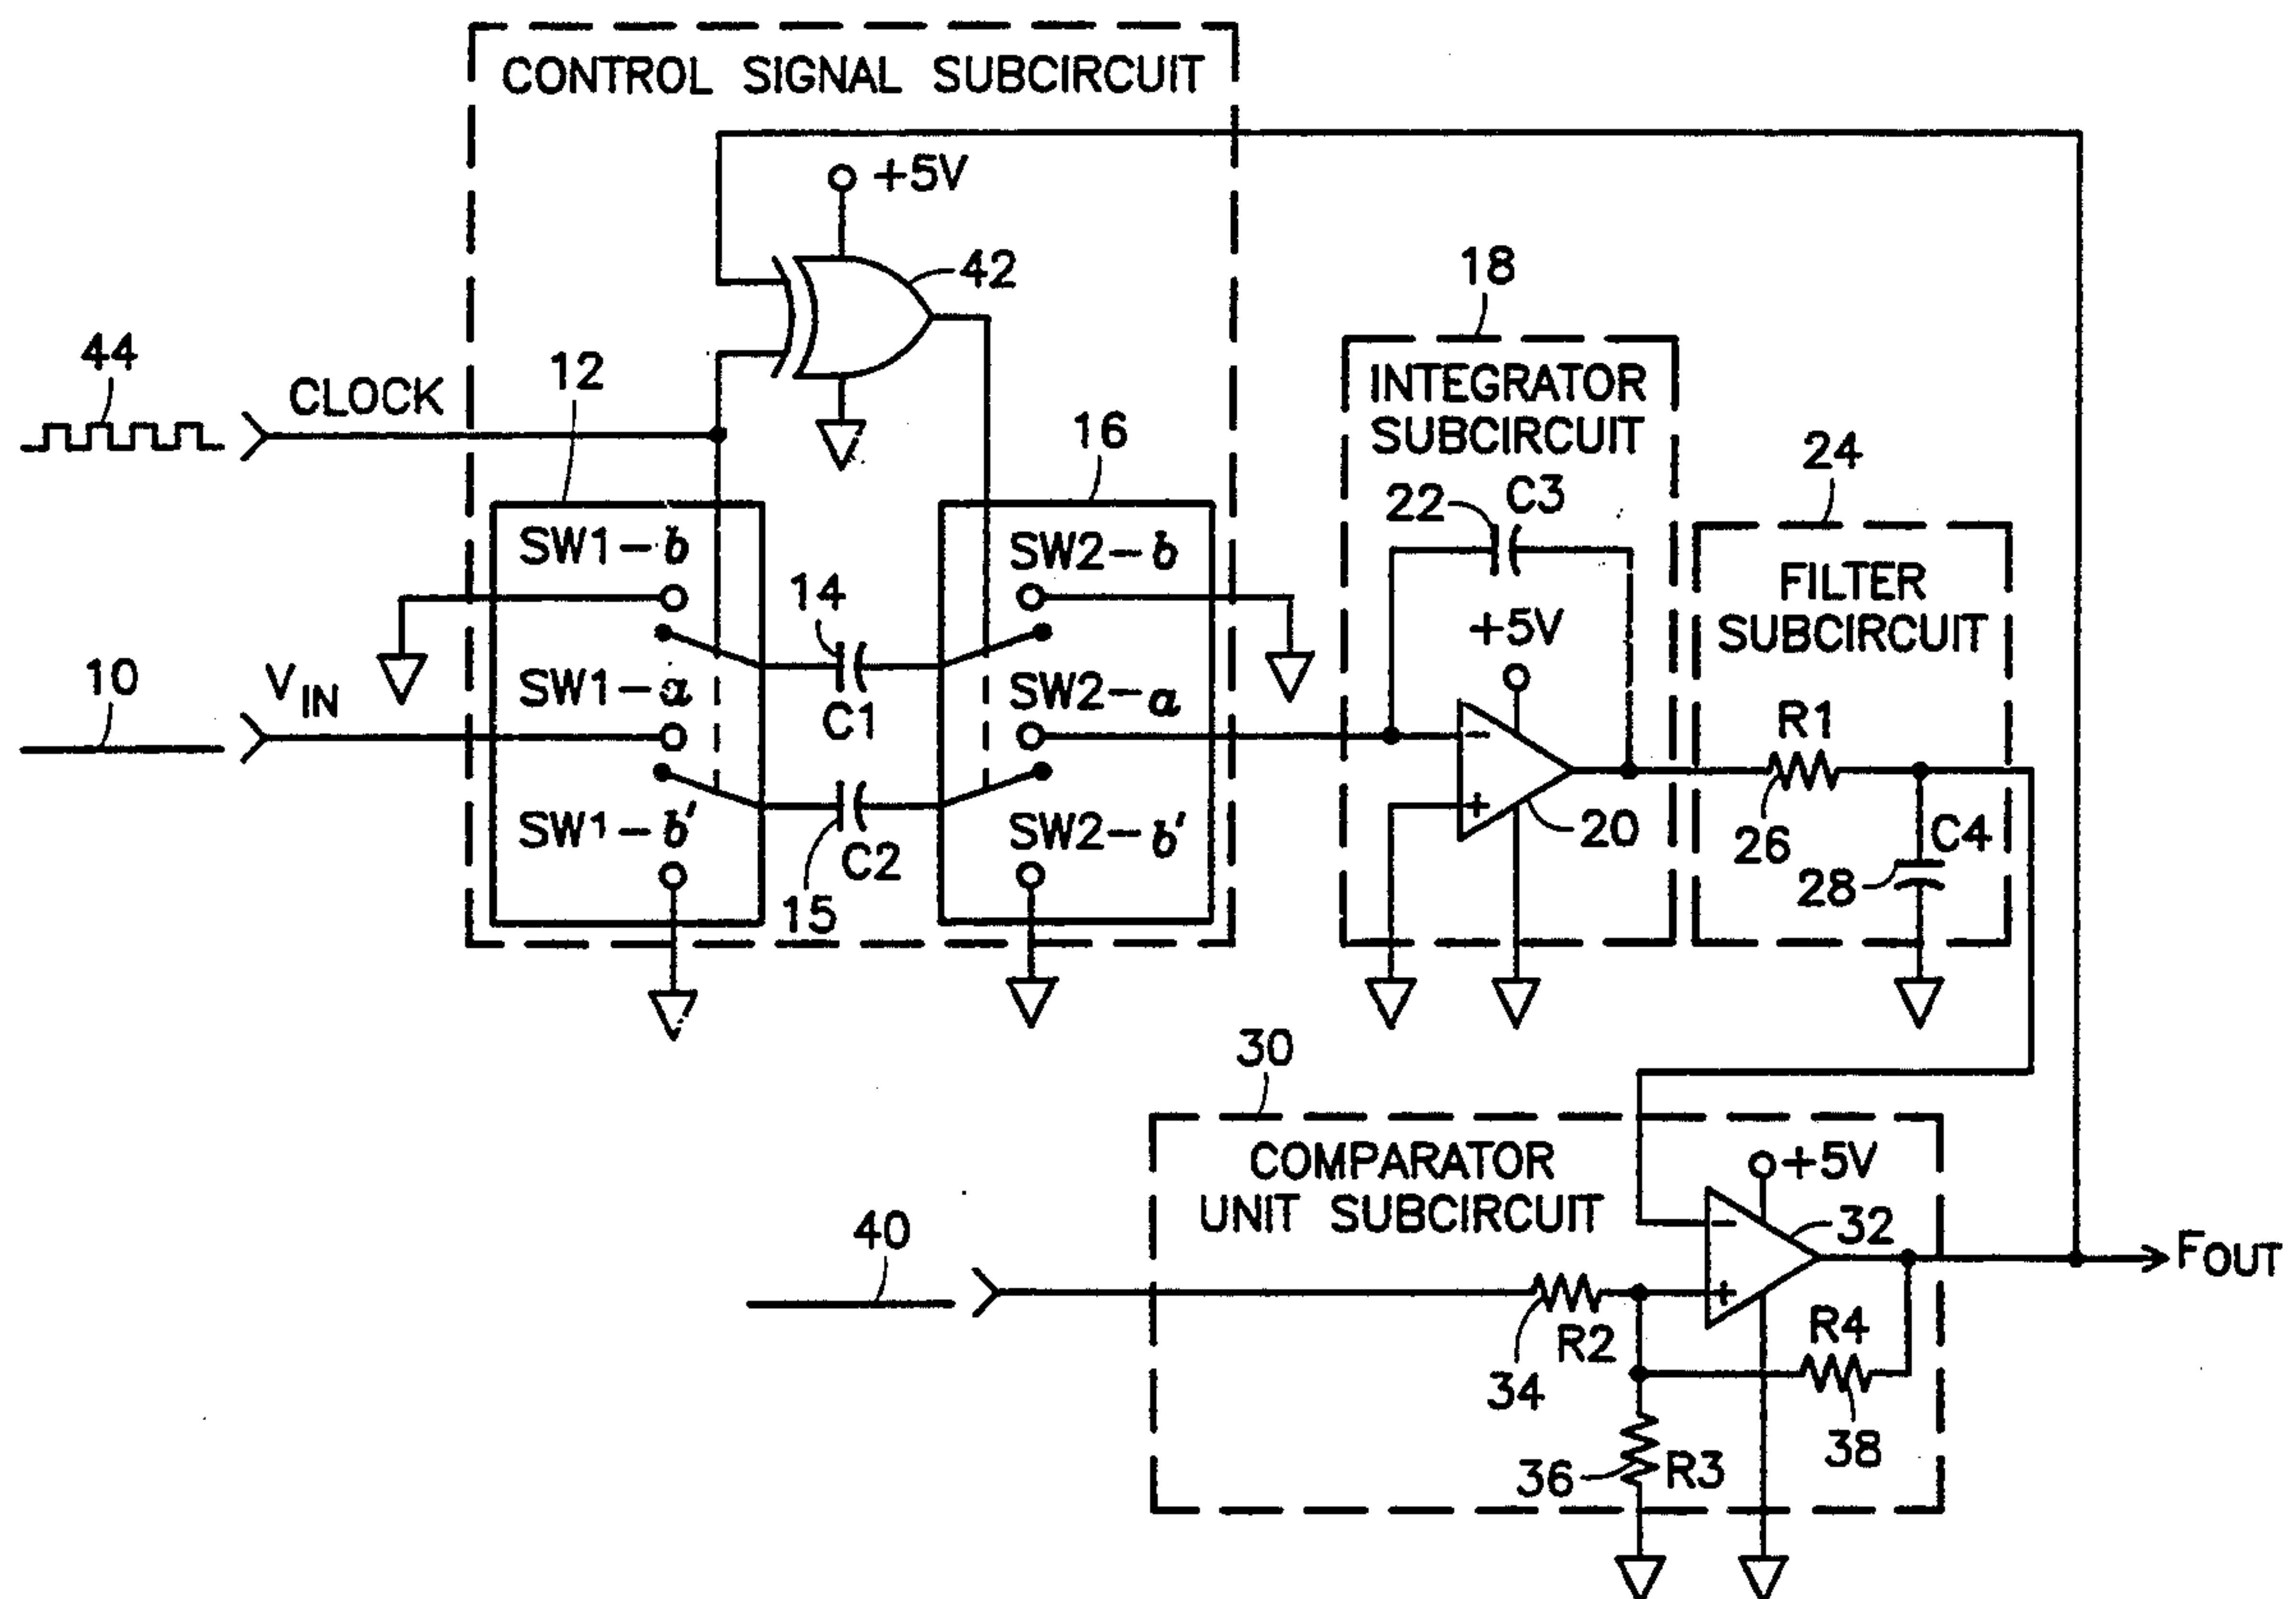 CONTROL SIGNAL SUBCIRCUIT
+5V
42
44
CLOCK
12
16
18
INTEGRATOR
SUBCIRCUIT
22
C3
24
FILTER
SUBCIRCUIT
SW1-b
SW2-b
14
+5V
10
VIN
SW1-a
C1
SW2-a
R1
SW1-b'
15
C2
SW2-b'
20
26
C4
28
30
COMPARATOR
UNIT SUBCIRCUIT
+5V
32
40
FOUT
R2
34
R4
36
R3
38